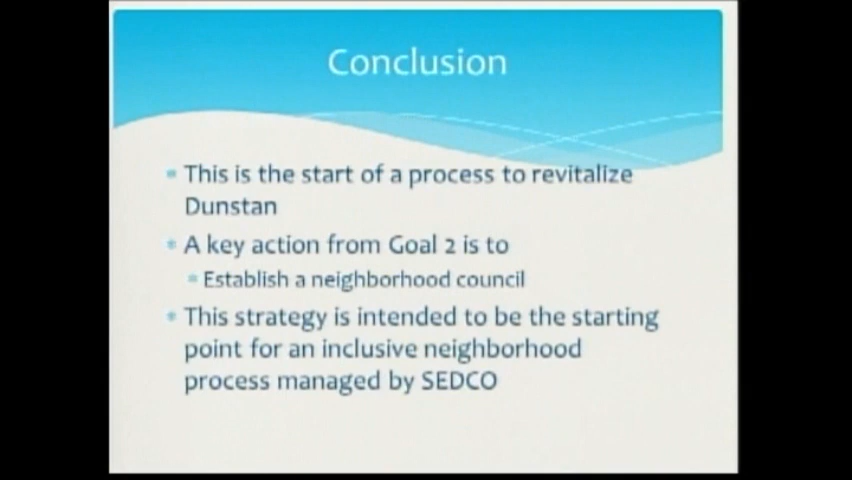 Conclusion
This is the start of a process to revitalize
Dunstan
A key action from Goal 2 is to
Establish a neighborhood council
This strategy is intended to be the starting
point for an inclusive neighborhood
process managed by SEDCO